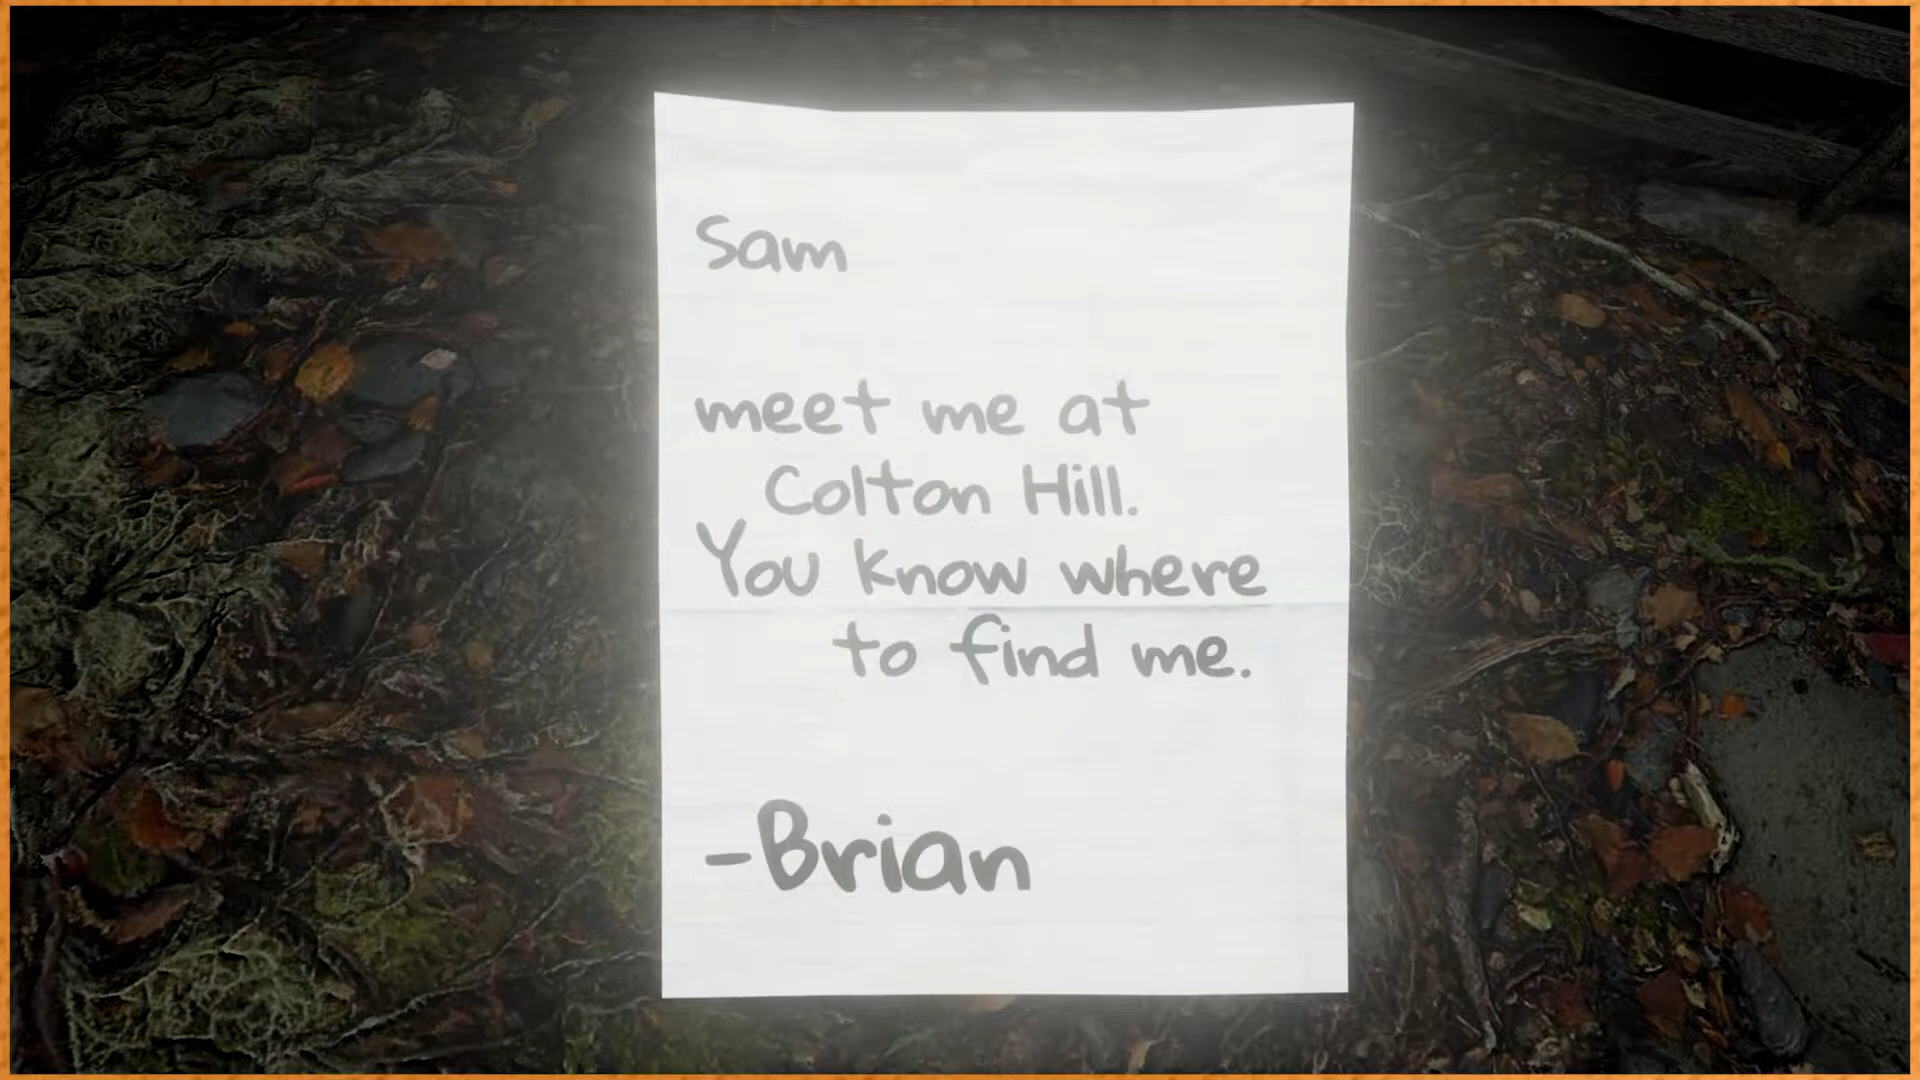 Sam
meet me at
Colton Hill.
You know where
to find me.
-Brian